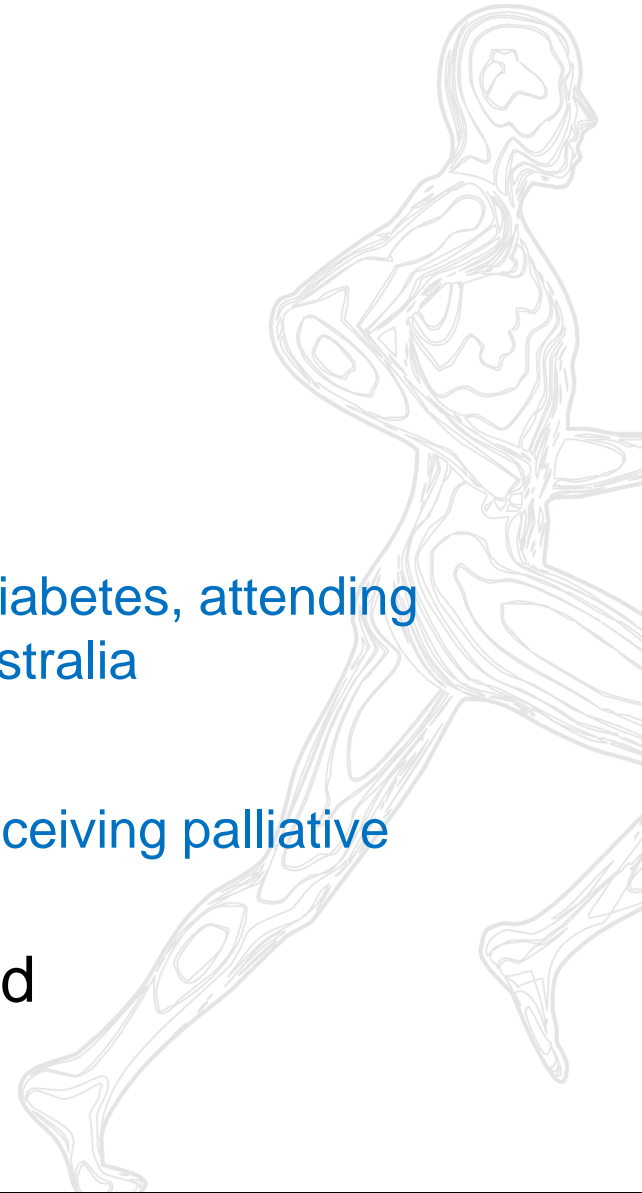 iabetes, attending
stralia
ceiving palliative
d